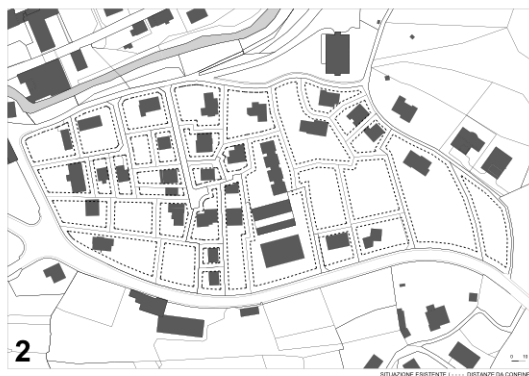 2
0 10
SITUAZIONE ESISTENTE I ---- DISTANZE DA CONFINE